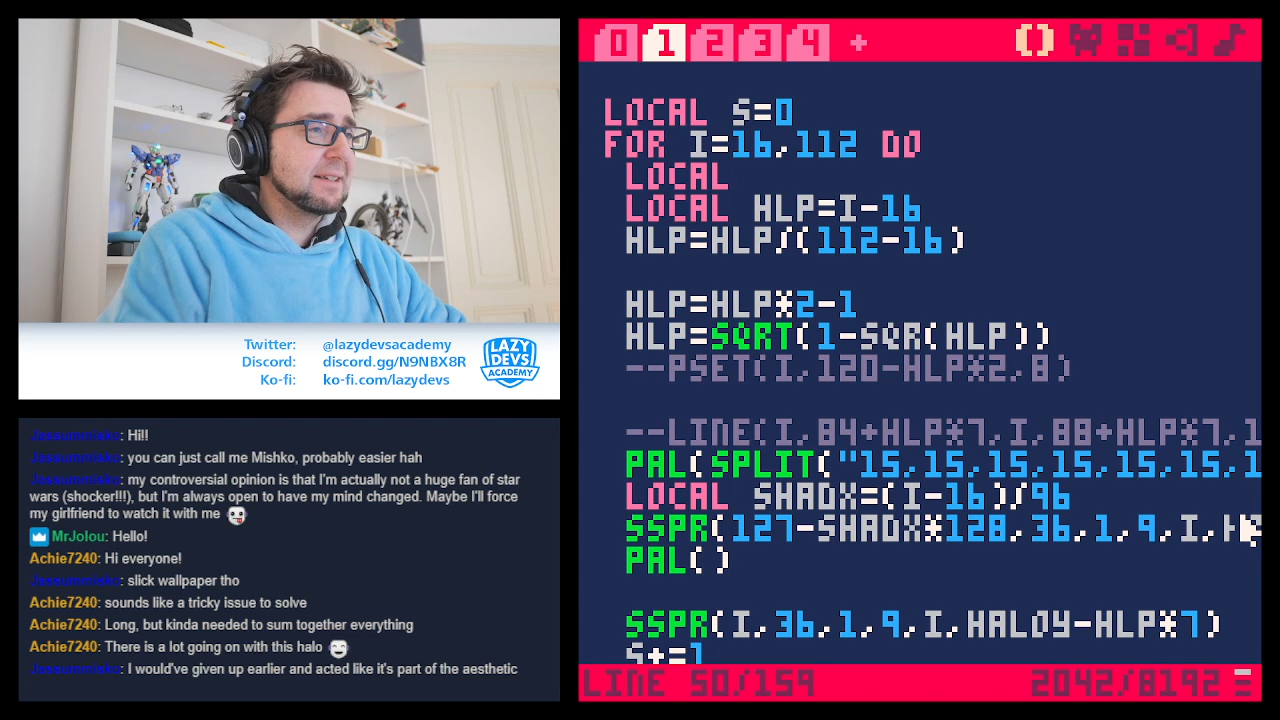 Twitter: @lazydevsacademy
Discord: discord.gg/N9NBX8R
Ko-fi: ko-fi.com/lazydevs
LAZY
DEVS
ACADEMY
: Hi!!
: you can just call me Mishko, probably easier hah
: my controversial opinion is that I'm actually not a huge fan of star
wars (shocker!!!), but I'm always open to have my mind changed. Maybe I'll force
my girlfriend to watch it with me
MrJolou: Hello!
Achie7240: Hi everyone!
: slick wallpaper tho
Achie7240: sounds like a tricky issue to solve
Achie7240: Long, but kinda needed to sum together everything
Achie7240: There is a lot going on with this halo
: I would've given up earlier and acted like it's part of the aesthetic
0 1 2 3 4 +
LOCAL S=0
FOR I=16,112 DO
LOCAL
LOCAL HLP=I-16
HLP=HLP/(112-16)
HLP=HLP*2-1
HLP=SQRT(1-SQR(HLP))
--PSET(I,120-HLP*2,8)
--LINE(I,84+HLP*7,I,88+HLP*7,1
PAL(SPLIT("15,15,15,15,15,15,1
LOCAL SHADX=(I-16)/96
SSPR(127-SHADX*128,36,1,9,I,H
PAL()
SSPR(I,36,1,9,I,HALOY-HLP*7)
S+=1
LINE 50/159
2042/8192